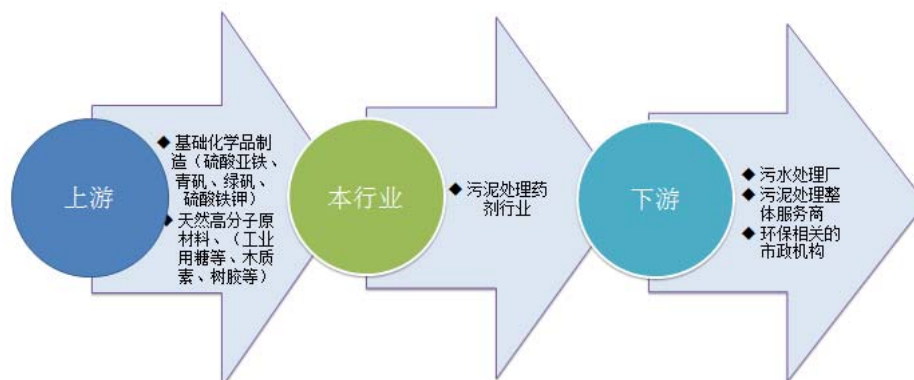 上游
◆ 基础化学品制
造（硫酸亚铁、
青矾、绿矾、
硫酸铁钾）
◆ 天然高分子原
材料、（工业
用糖等、木质
素、树胶等）
本行业
◆ 污泥处理药
剂行业
下游
◆ 污水处理厂
◆ 污泥处理整
体服务商
◆ 环保相关的
市政机构